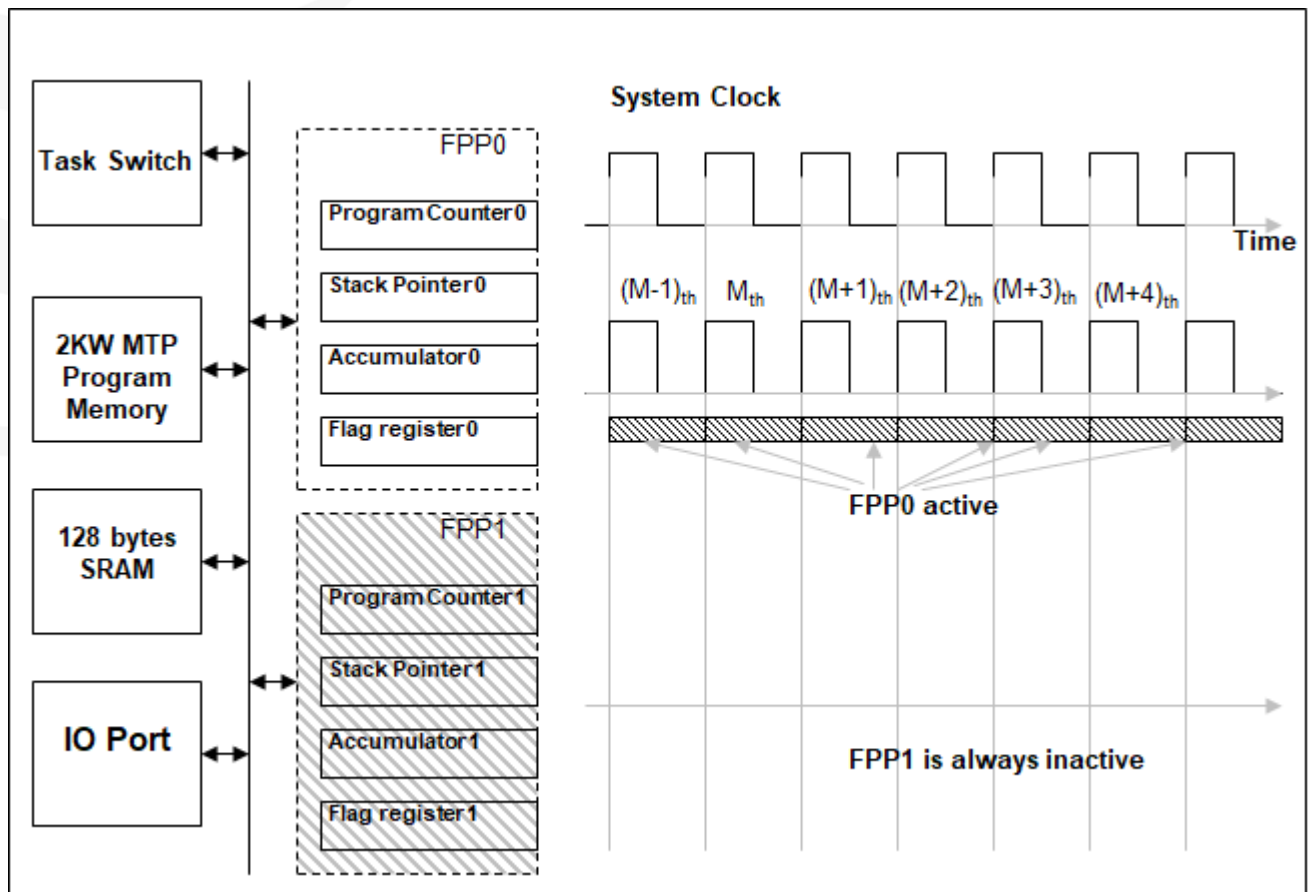 Task Switch
2KW MTP
Program
Memory
128 bytes
SRAM
IO Port
FPP0
Program Counter0
Stack Pointer0
Accumulator0
Flag register0
FPP1
Program Counter1
Stack Pointer1
Accumulator1
Flag register1
System Clock
Time
(M-1)th Mth (M+1)th (M+2)th (M+3)th (M+4)th
FPP0 active
FPP1 is always inactive